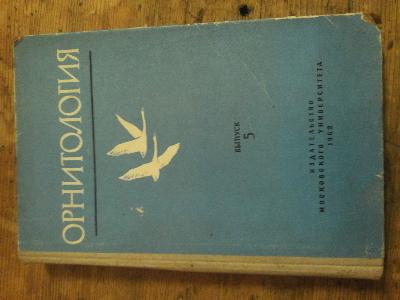 ОРНИТОЛОГИЯ
ВЫПУСК
5
ИЗДАТЕЛЬСТВО
МОСКОВСКОГО УНИВЕРСИТЕТА
1962